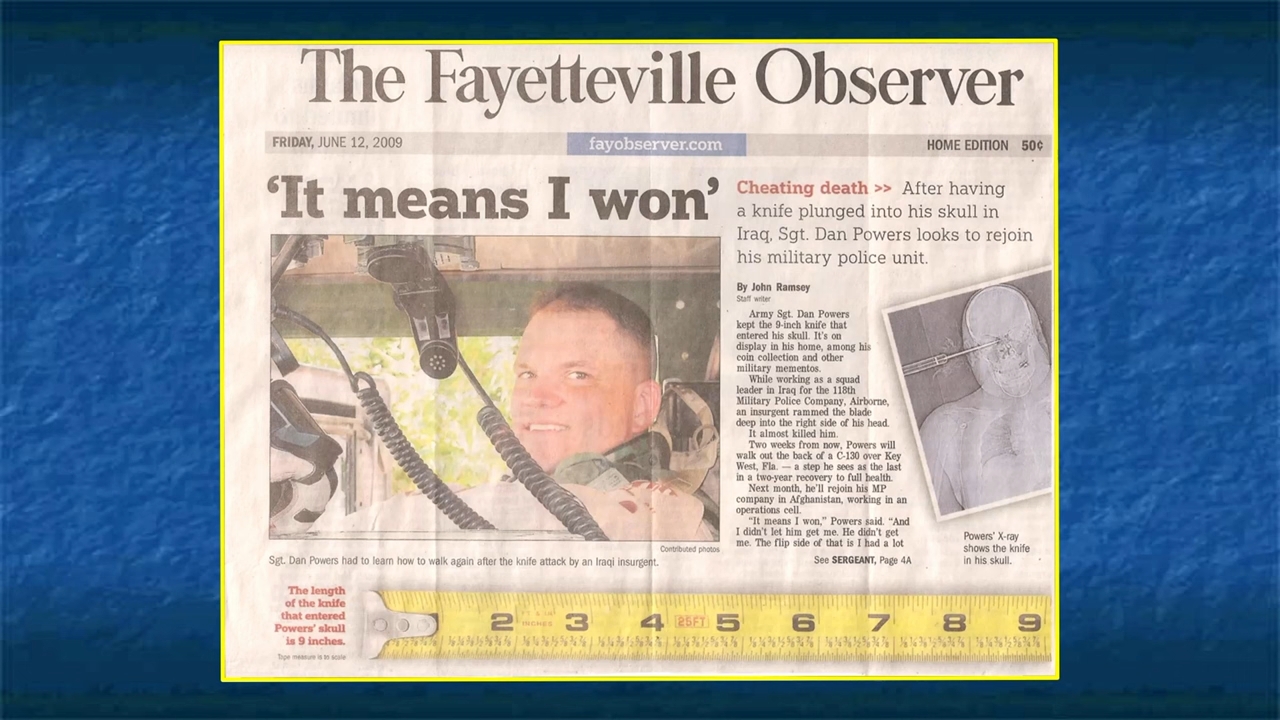 The Fayetteville Observer
FRIDAY, JUNE 12, 2009
fayobserver.com
HOME EDITION 50¢
‘It means I won’
Cheating death >> After having
a knife plunged into his skull in
Iraq, Sgt. Dan Powers looks to rejoin
his military police unit.
By John Ramsey
Staff writer
Army Sgt. Dan Powers
kept the 9-inch knife that
entered his skull. It's on
display in his home, among his
coin collection and other
military mementos.
While working as a squad
leader in Iraq for the 118th
Military Police Company, Airborne,
an insurgent rammed the blade
deep into the right side of his head.
It almost killed him.
Two weeks from now, Powers will
walk out the back of a C-130 over Key
West, Fla. — a step he sees as the last
in a two-year recovery to full health.
Next month, he'll rejoin his MP
company in Afghanistan, working in an
operations cell.
“It means I won,” Powers said. “And
I didn't let him get me. He didn't get
me. The flip side of that is I had a lot
See SERGEANT, Page 4A
Powers' X-ray
shows the knife
in his skull.
Contributed photos
Sgt. Dan Powers had to learn how to walk again after the knife attack by an Iraqi insurgent.
The length
of the knife
that entered
Powers' skull
is 9 inches.
Tape measure is to scale
2 INCHES 3 4 25FT 5 6 7 8 9